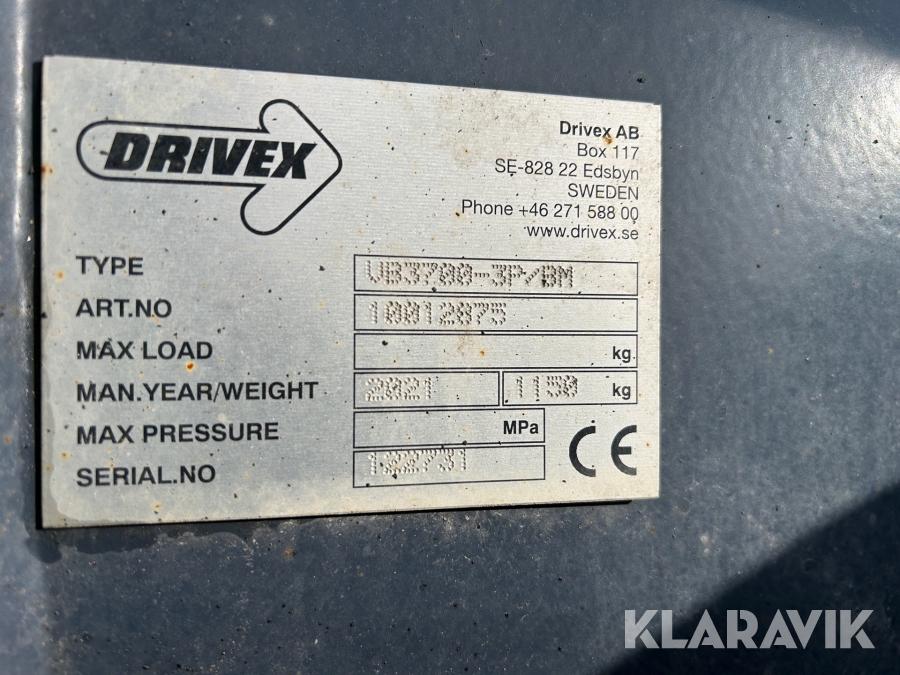 DRIVEX
Drivex AB
Box 117
SE-828 22 Edsbyn
SWEDEN
Phone +46 271 588 00
www.drivex.se
TYPE VB3700-3P/BM
ART.NO 10012875
MAX LOAD kg
MAN.YEAR/WEIGHT 2021 1150 kg
MAX PRESSURE MPa
SERIAL.NO 122731
CE
KLARAVIK